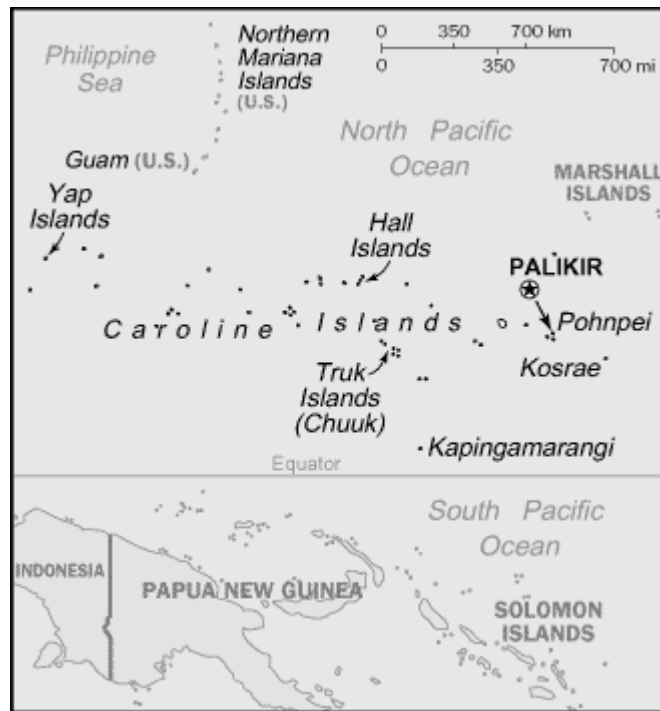 Philippine
Sea
Northern
Mariana
Islands
(U.S.)
0 350 700 km
0 350 700 mi
North Pacific
Ocean
Guam (U.S.)
MARSHALL
ISLANDS
Yap
Islands
Hall
Islands
PALIKIR
Caroline Islands
Pohnpei
Kosrae
Truk
Islands
(Chuuk)
Kapingamarangi
Equator
South Pacific
Ocean
INDONESIA
PAPUA NEW GUINEA
SOLOMON
ISLANDS